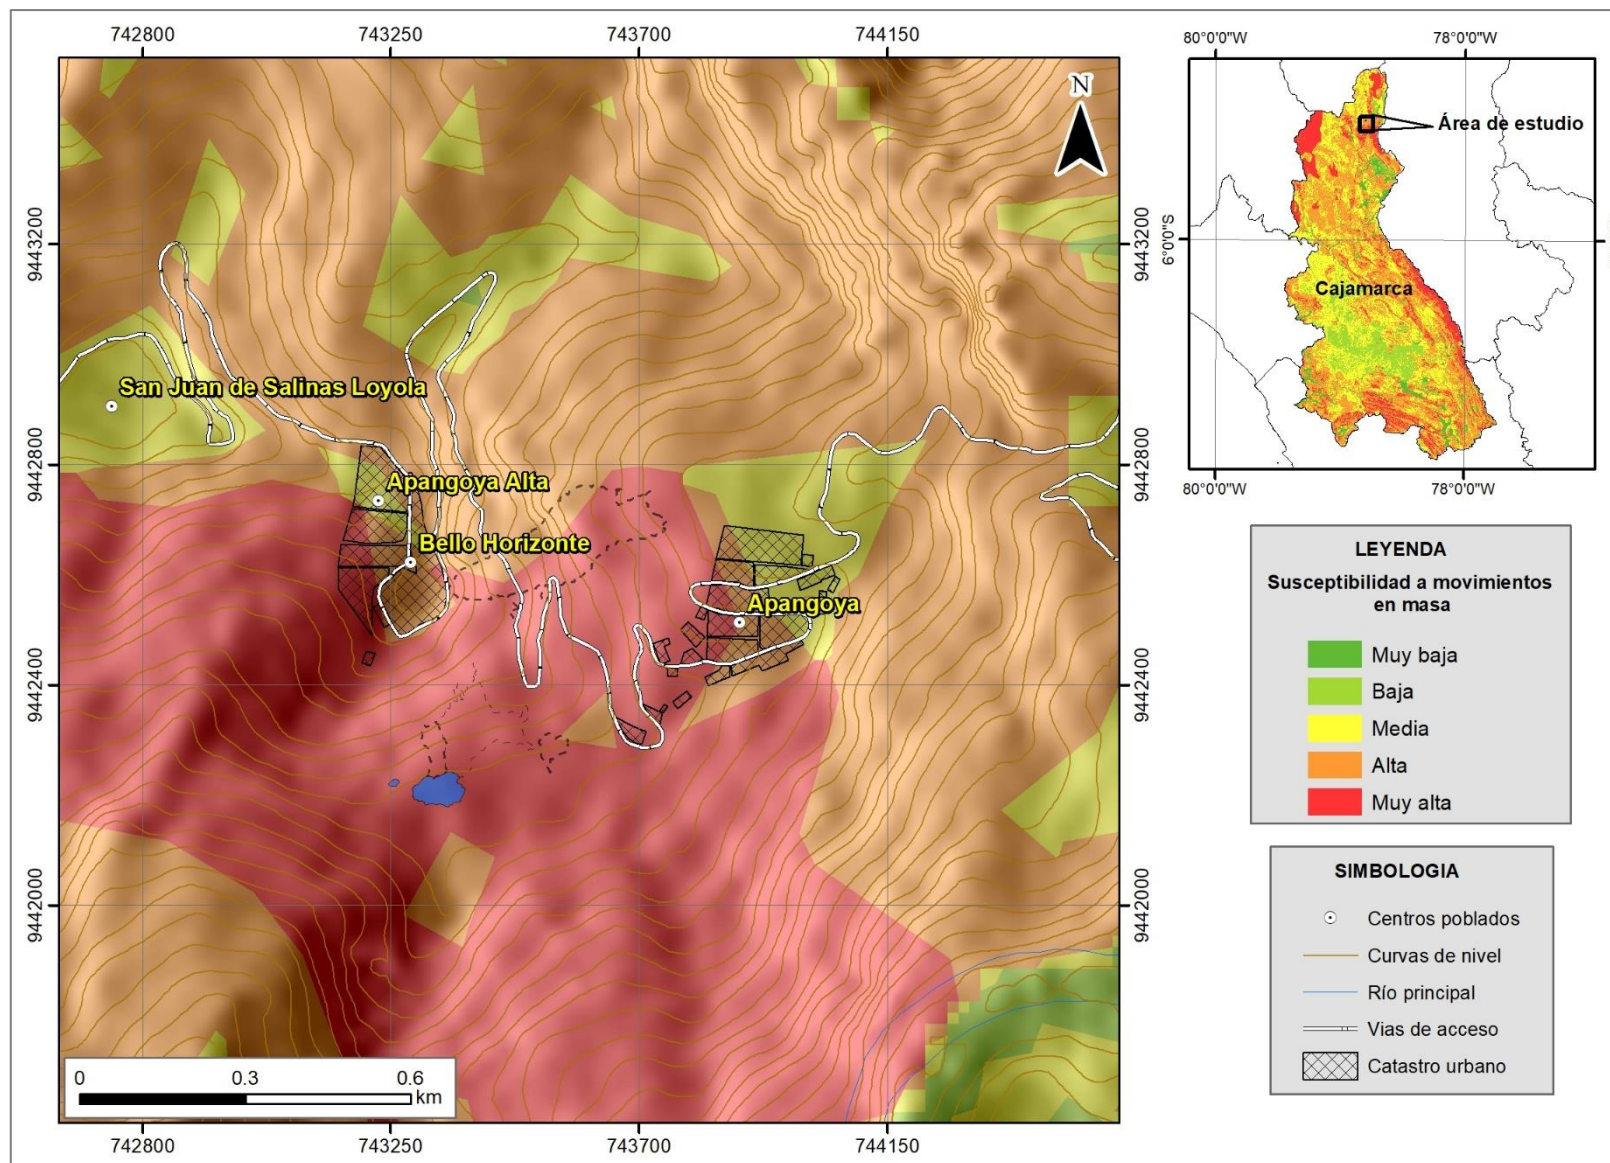 742800
743250
743700
744150
N
9443200
9442800
9442400
9442000
9443200
9442800
9442400
9442000
San Juan de Salinas Loyola
Apangoya Alta
Bello Horizonte
Apangoya
0
0.3
0.6
km
742800
743250
743700
744150
80°0'0"W
78°0'0"W
6°0'0"S
Área de estudio
Cajamarca
80°0'0"W
78°0'0"W
LEYENDA
Susceptibilidad a movimientos
en masa
Muy baja
Baja
Media
Alta
Muy alta
SIMBOLOGIA
Centros poblados
Curvas de nivel
Río principal
Vias de acceso
Catastro urbano